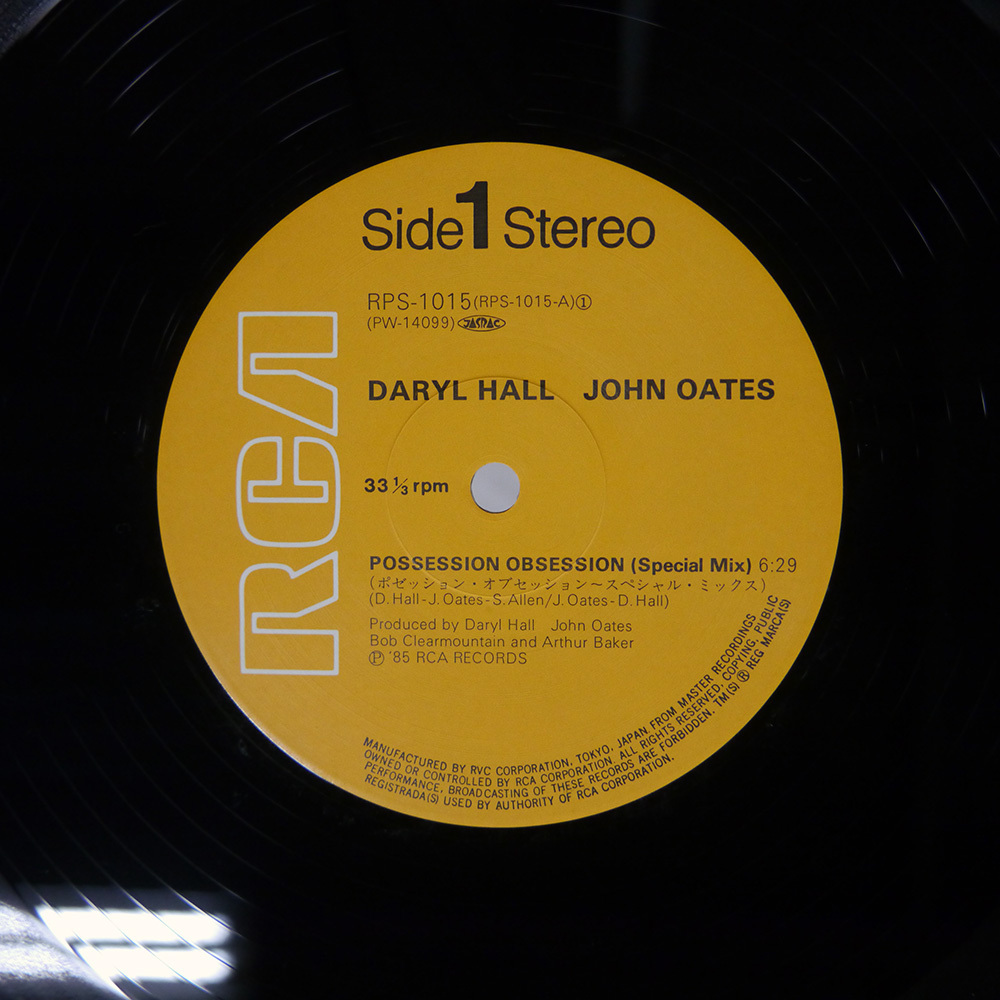 Side 1 Stereo
RPS-1015(RPS-1015-A)①
(PW-14099) JASRAC
RCA
DARYL HALL JOHN OATES
33 1/3 rpm
POSSESSION OBSESSION (Special Mix) 6:29
(ポゼッション・オブセッション〜スペシャル・ミックス)
(D. Hall-J. Oates-S. Allen/J. Oates-D. Hall)
Produced by Daryl Hall John Oates
Bob Clearmountain and Arthur Baker
Ⓟ '85 RCA RECORDS
MANUFACTURED BY RVC CORPORATION, TOKYO, JAPAN. FROM MASTER RECORDINGS
OWNED OR CONTROLLED BY RCA CORPORATION. ALL RIGHTS RESERVED. COPYING, PUBLIC
PERFORMANCE, BROADCASTING OF THESE RECORDS ARE FORBIDDEN. TM(S) ® REG MARCA(S)
REGISTRADA(S) USED BY AUTHORITY OF RCA CORPORATION.